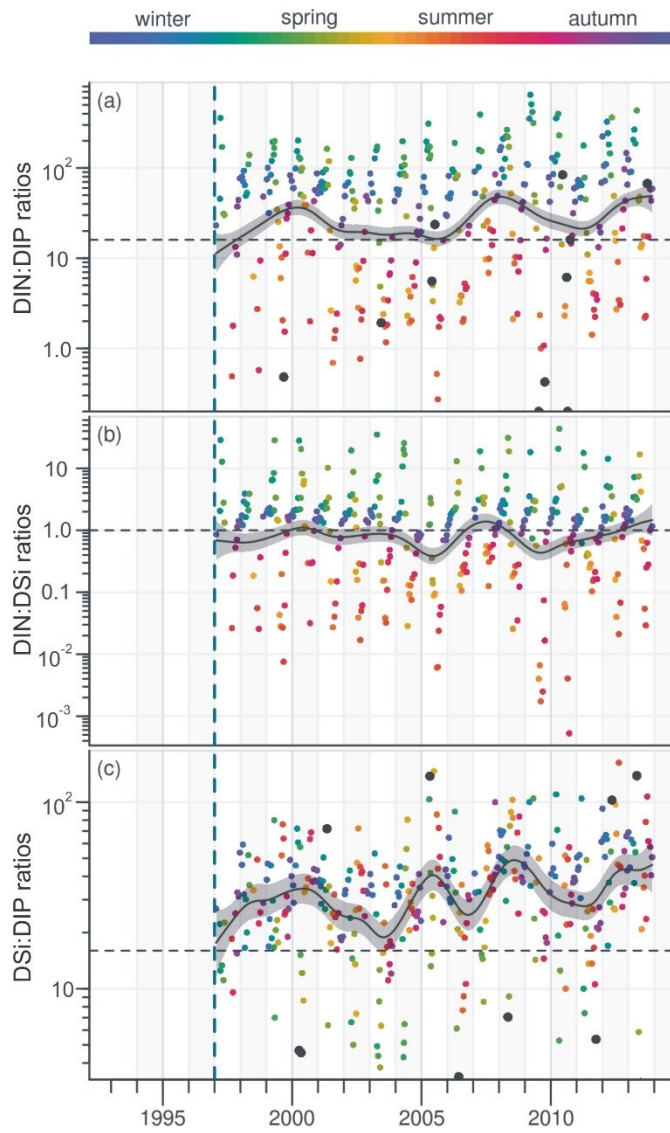 winter spring summer autumn
(a)
10²
10
1.0
DIN:DIP ratios
(b)
10
1.0
0.1
10⁻²
10⁻³
DIN:DSi ratios
(c)
10²
10
DSi:DIP ratios
1995 2000 2005 2010